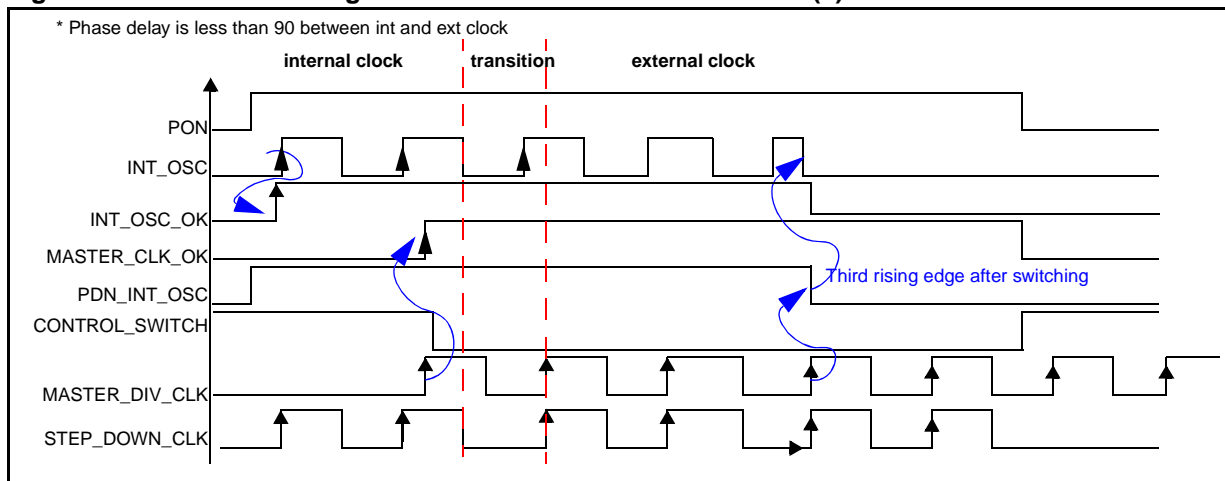 * Phase delay is less than 90 between int and ext clock
internal clock
transition
external clock
PON
INT_OSC
INT_OSC_OK
MASTER_CLK_OK
Third rising edge after switching
PDN_INT_OSC
CONTROL_SWITCH
MASTER_DIV_CLK
STEP_DOWN_CLK